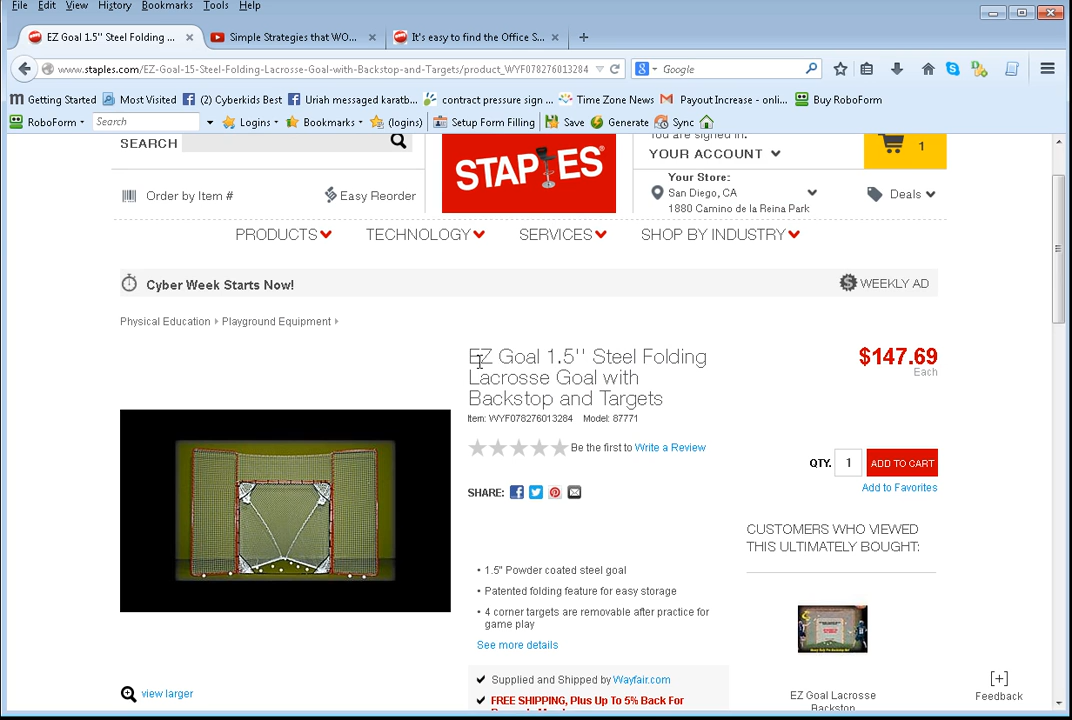 File Edit View History Bookmarks Tools Help
EZ Goal 1.5" Steel Folding ... × Simple Strategies that WO... × It's easy to find the Office S... × +
www.staples.com/EZ-Goal-15-Steel-Folding-Lacrosse-Goal-with-Backstop-and-Targets/product_WYF078276013284 Google
Getting Started Most Visited (2) Cyberkids Best Uriah messaged karatb... contract pressure sign ... Time Zone News Payout Increase - onli... Buy RoboForm
RoboForm Search Logins Bookmarks (logins) Setup Form Filling Save Generate Sync
SEARCH
STAPLES
YOUR ACCOUNT
1
Order by Item # Easy Reorder
Your Store:
San Diego, CA
1880 Camino de la Reina Park
Deals
PRODUCTS TECHNOLOGY SERVICES SHOP BY INDUSTRY
Cyber Week Starts Now! WEEKLY AD
Physical Education Playground Equipment
EZ Goal 1.5'' Steel Folding
Lacrosse Goal with
Backstop and Targets
$147.69
Each
Item: WYF078276013284 Model: 87771
Be the first to Write a Review
QTY. 1 ADD TO CART
Add to Favorites
SHARE:
CUSTOMERS WHO VIEWED
THIS ULTIMATELY BOUGHT:
• 1.5" Powder coated steel goal
• Patented folding feature for easy storage
• 4 corner targets are removable after practice for
game play
See more details
Supplied and Shipped by Wayfair.com
FREE SHIPPING, Plus Up To 5% Back For
view larger
EZ Goal Lacrosse
Backstop
[+]
Feedback